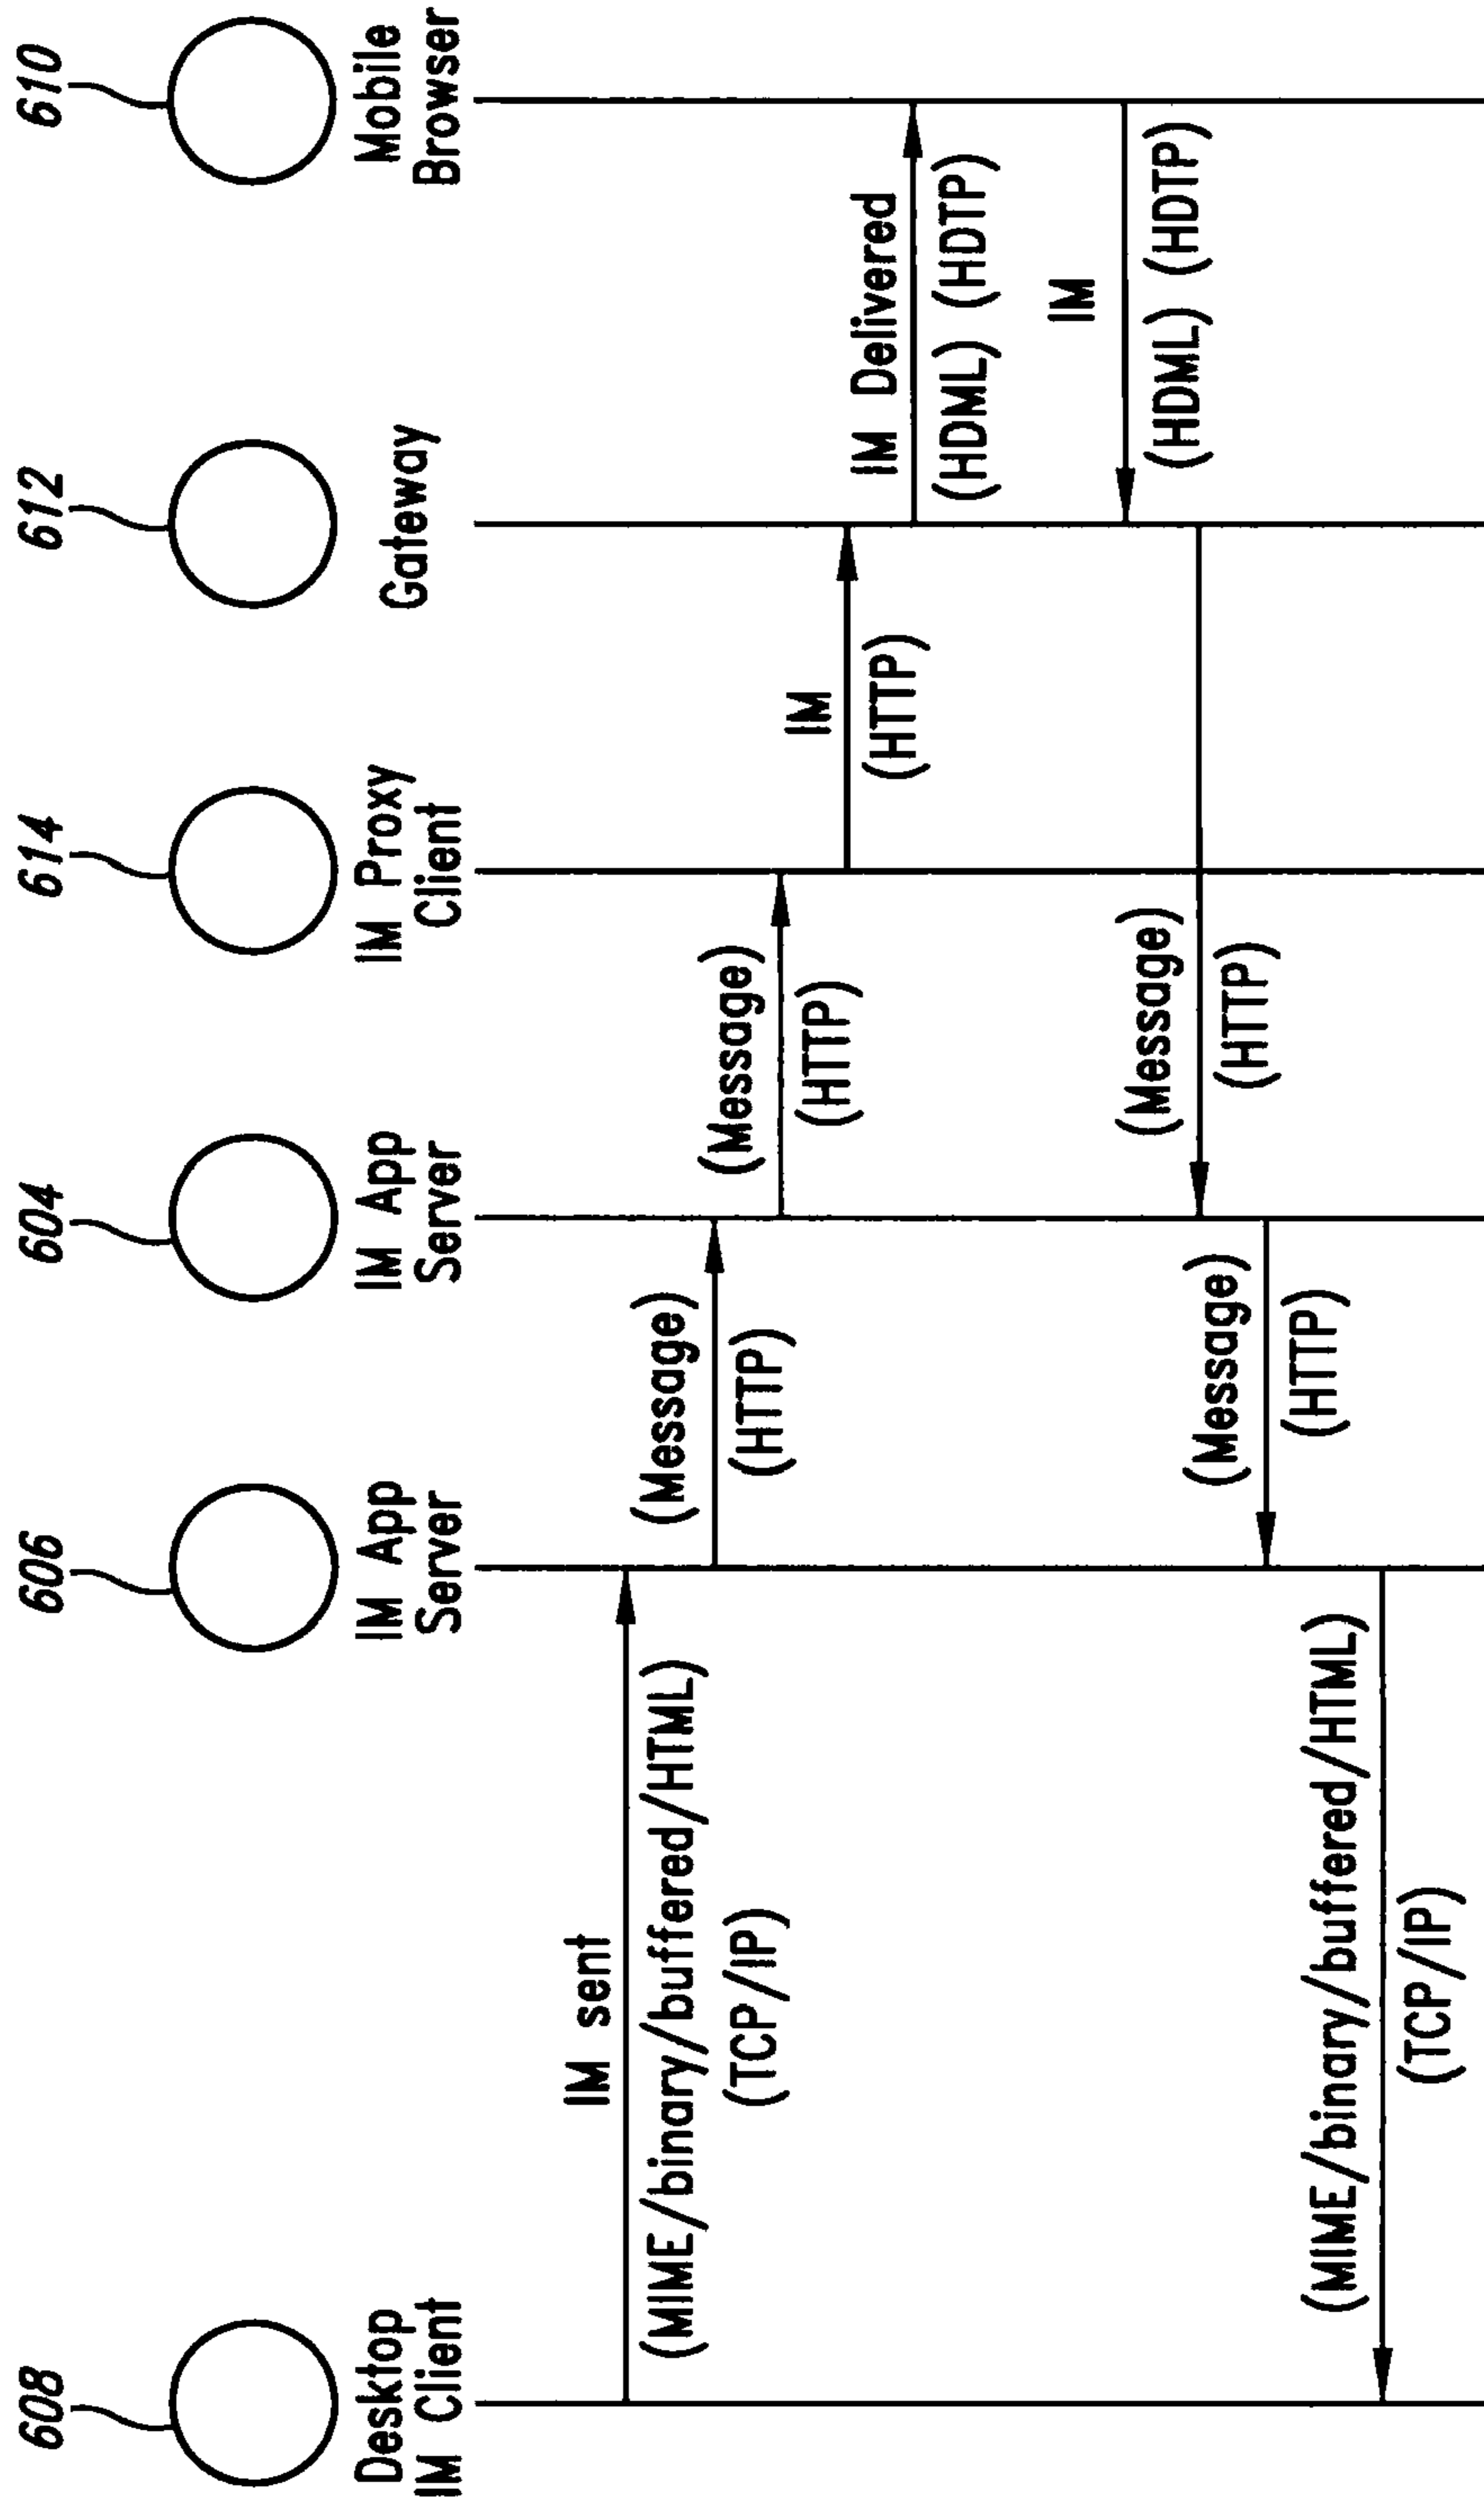 608
606
604
614
612
610
Desktop
IM Client
IM App
Server
IM App
Server
IM Proxy
Client
Gateway
Mobile
Browser
IM sent
(MIME/binary/buffered/HTML)
(TCP/IP)
(Message)
(HTTP)
(Message)
(HTTP)
IM
(HTTP)
IM Delivered
(HDML) (HDTP)
IM
(HDML) (HDTP)
(Message)
(HTTP)
(Message)
(HTTP)
(MIME/binary/buffered/HTML)
(TCP/IP)